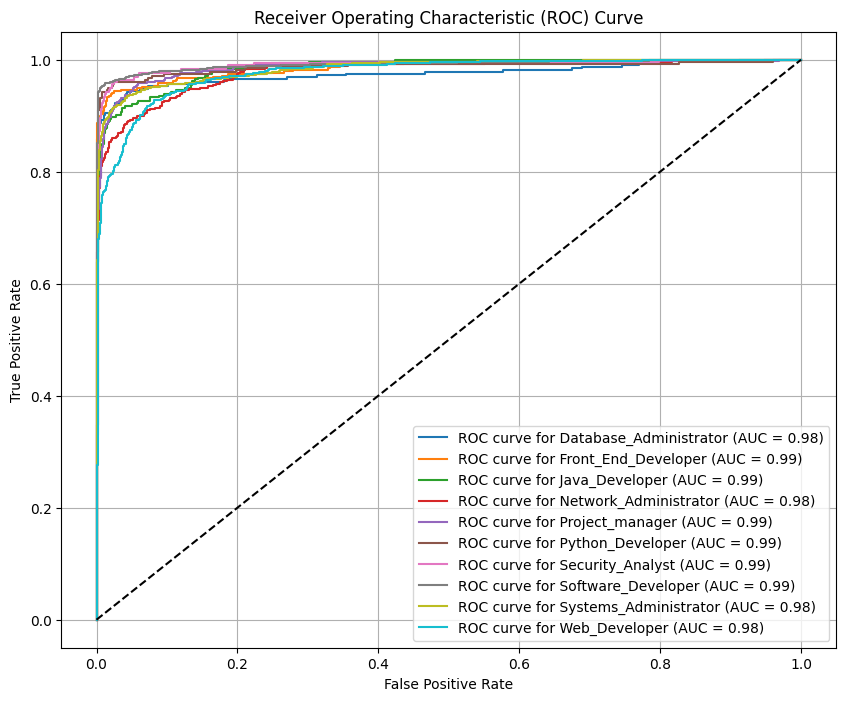 Receiver Operating Characteristic (ROC) Curve
1.0
0.8
0.6
0.4
0.2
0.0
True Positive Rate
ROC curve for Database_Administrator (AUC = 0.98)
ROC curve for Front_End_Developer (AUC = 0.99)
ROC curve for Java_Developer (AUC = 0.99)
ROC curve for Network_Administrator (AUC = 0.98)
ROC curve for Project_manager (AUC = 0.99)
ROC curve for Python_Developer (AUC = 0.99)
ROC curve for Security_Analyst (AUC = 0.99)
ROC curve for Software_Developer (AUC = 0.99)
ROC curve for Systems_Administrator (AUC = 0.98)
ROC curve for Web_Developer (AUC = 0.98)
0.0 0.2 0.4 0.6 0.8 1.0
False Positive Rate